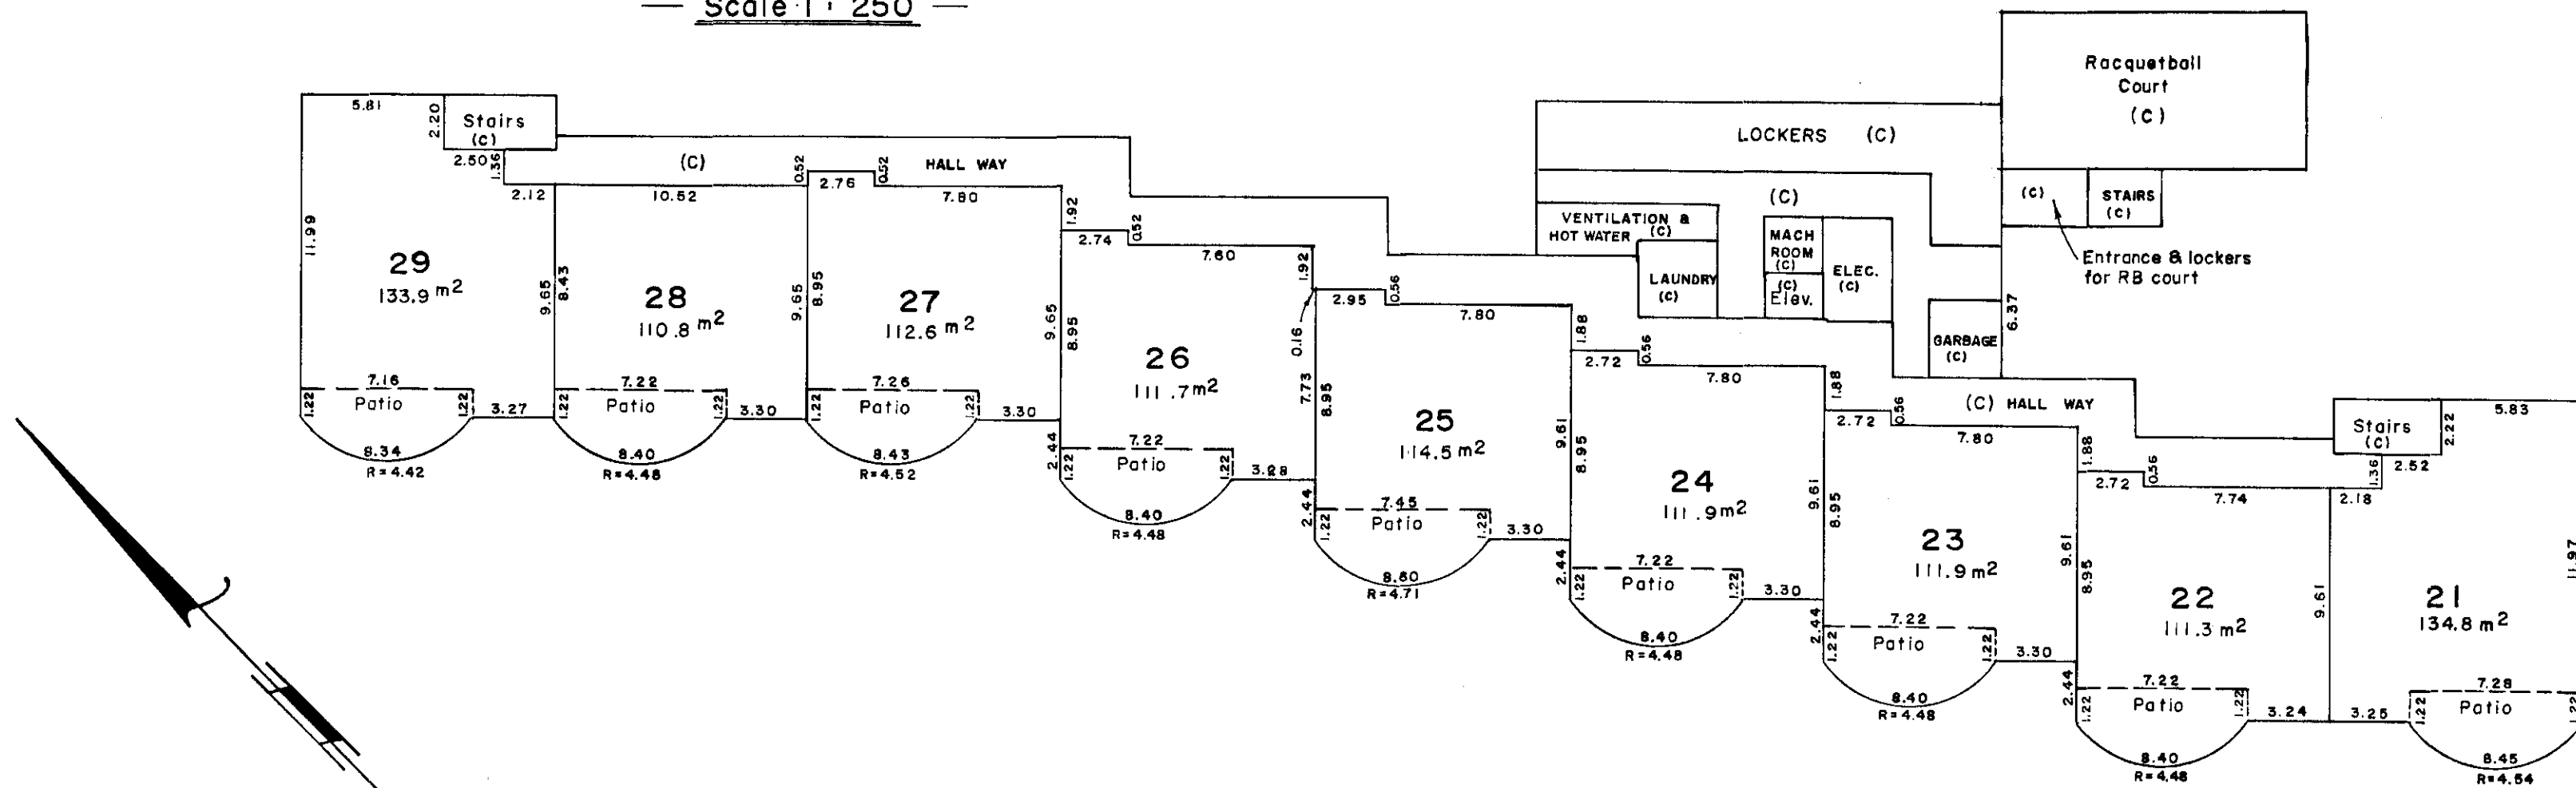 — Scale 1 : 250 —
Racquetball
Court
(C)
LOCKERS (C)
(C)
STAIRS
(C)
Entrance & lockers
for RB court
6.37
5.81
2.20
Stairs
(C)
2.50
1.36
2.12
11.99
29
133.9 m2
9.65
7.16
Patio
1.22
1.22
3.27
8.34
R=4.42
(C)
HALL WAY
10.52
0.52
8.43
28
110.8 m2
9.65
7.22
Patio
1.22
1.22
3.30
8.40
R=4.48
2.76
0.52
7.80
8.95
27
112.6 m2
9.65
7.26
Patio
1.22
1.22
3.30
8.43
R=4.52
1.92
2.74
0.52
7.60
8.95
26
111.7 m2
2.44
7.22
Patio
1.22
1.22
3.28
8.40
R=4.48
1.92
0.16
2.95
0.56
7.80
7.73
8.95
25
114.5 m2
2.44
7.45
Patio
1.22
1.22
3.30
8.60
R=4.71
(C)
VENTILATION &
HOT WATER (C)
LAUNDRY
(C)
MACH
ROOM
(C)
(C)
Elev.
ELEC.
(C)
GARBAGE
(C)
1.88
2.72
0.56
7.80
9.61
8.95
24
111.9 m2
2.44
7.22
Patio
1.22
1.22
3.30
8.40
R=4.48
1.88
2.72
0.56
7.80
(C) HALL WAY
9.61
8.95
23
111.9 m2
2.44
7.22
Patio
1.22
1.22
3.30
8.40
R=4.48
1.88
2.72
0.56
7.74
9.61
8.95
22
111.3 m2
9.61
2.44
7.22
Patio
1.22
1.22
3.24
8.40
R=4.48
Stairs
(C)
5.83
2.22
2.52
1.36
2.18
11.97
21
134.8 m2
3.25
7.28
Patio
1.22
1.22
8.45
R=4.54